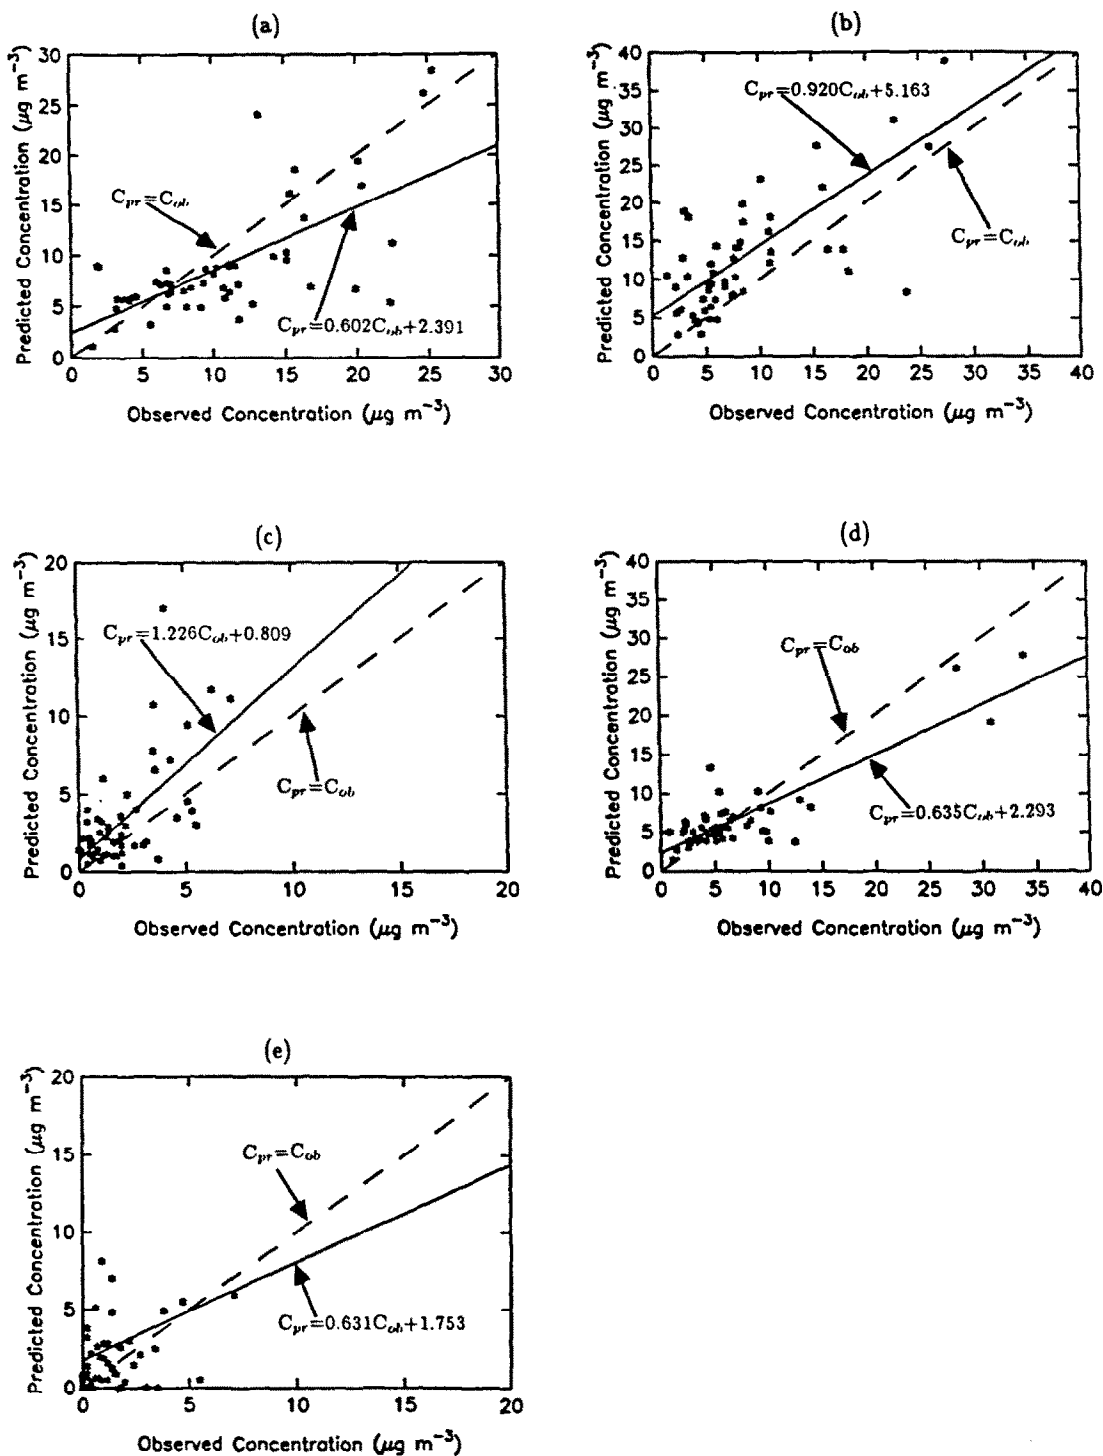 (a)
Predicted Concentration (μg m⁻³)
30
25
20
15
10
5
0
C_pr=C_ob
C_pr=0.602C_ob+2.391
0 5 10 15 20 25 30
Observed Concentration (μg m⁻³)
(b)
Predicted Concentration (μg m⁻³)
40
35
30
25
20
15
10
5
0
C_pr=0.920C_ob+5.163
C_pr=C_ob
0 5 10 15 20 25 30 35 40
Observed Concentration (μg m⁻³)
(c)
Predicted Concentration (μg m⁻³)
20
15
10
5
0
C_pr=1.226C_ob+0.809
C_pr=C_ob
0 5 10 15 20
Observed Concentration (μg m⁻³)
(d)
Predicted Concentration (μg m⁻³)
40
35
30
25
20
15
10
5
0
C_pr=C_ob
C_pr=0.635C_ob+2.293
0 5 10 15 20 25 30 35 40
Observed Concentration (μg m⁻³)
(e)
Predicted Concentration (μg m⁻³)
20
15
10
5
0
C_pr=C_ob
C_pr=0.631C_ob+1.753
0 5 10 15 20
Observed Concentration (μg m⁻³)